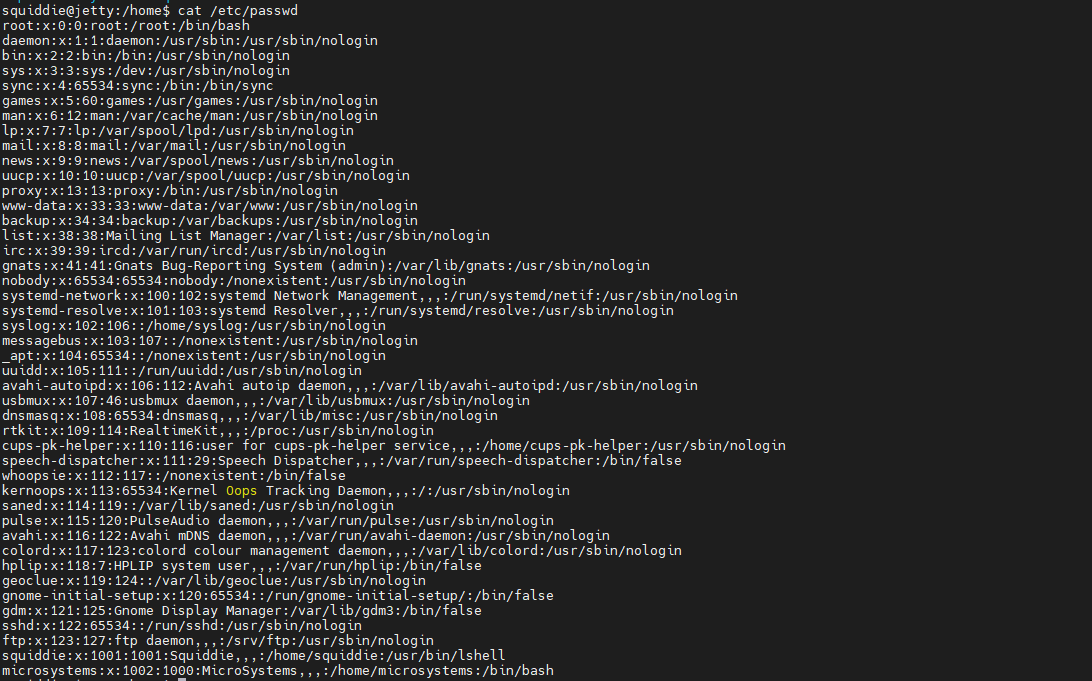 squiddie@jetty:/home$ cat /etc/passwd
root:x:0:0:root:/root:/bin/bash
daemon:x:1:1:daemon:/usr/sbin:/usr/sbin/nologin
bin:x:2:2:bin:/bin:/usr/sbin/nologin
sys:x:3:3:sys:/dev:/usr/sbin/nologin
sync:x:4:65534:sync:/bin:/bin/sync
games:x:5:60:games:/usr/games:/usr/sbin/nologin
man:x:6:12:man:/var/cache/man:/usr/sbin/nologin
lp:x:7:7:lp:/var/spool/lpd:/usr/sbin/nologin
mail:x:8:8:mail:/var/mail:/usr/sbin/nologin
news:x:9:9:news:/var/spool/news:/usr/sbin/nologin
uucp:x:10:10:uucp:/var/spool/uucp:/usr/sbin/nologin
proxy:x:13:13:proxy:/bin:/usr/sbin/nologin
www-data:x:33:33:www-data:/var/www:/usr/sbin/nologin
backup:x:34:34:backup:/var/backups:/usr/sbin/nologin
list:x:38:38:Mailing List Manager:/var/list:/usr/sbin/nologin
irc:x:39:39:ircd:/var/run/ircd:/usr/sbin/nologin
gnats:x:41:41:Gnats Bug-Reporting System (admin):/var/lib/gnats:/usr/sbin/nologin
nobody:x:65534:65534:nobody:/nonexistent:/usr/sbin/nologin
systemd-network:x:100:102:systemd Network Management,,,:/run/systemd/netif:/usr/sbin/nologin
systemd-resolve:x:101:103:systemd Resolver,,,:/run/systemd/resolve:/usr/sbin/nologin
syslog:x:102:106::/home/syslog:/usr/sbin/nologin
messagebus:x:103:107::/nonexistent:/usr/sbin/nologin
_apt:x:104:65534::/nonexistent:/usr/sbin/nologin
uuidd:x:105:111::/run/uuidd:/usr/sbin/nologin
avahi-autoipd:x:106:112:Avahi autoip daemon,,,:/var/lib/avahi-autoipd:/usr/sbin/nologin
usbmux:x:107:46:usbmux daemon,,,:/var/lib/usbmux:/usr/sbin/nologin
dnsmasq:x:108:65534:dnsmasq,,,:/var/lib/misc:/usr/sbin/nologin
rtkit:x:109:114:RealtimeKit,,,:/proc:/usr/sbin/nologin
cups-pk-helper:x:110:116:user for cups-pk-helper service,,,:/home/cups-pk-helper:/usr/sbin/nologin
speech-dispatcher:x:111:29:Speech Dispatcher,,,:/var/run/speech-dispatcher:/bin/false
whoopsie:x:112:117::/nonexistent:/bin/false
kernoops:x:113:65534:Kernel Oops Tracking Daemon,,,:/:/usr/sbin/nologin
saned:x:114:119::/var/lib/saned:/usr/sbin/nologin
pulse:x:115:120:PulseAudio daemon,,,:/var/run/pulse:/usr/sbin/nologin
avahi:x:116:122:Avahi mDNS daemon,,,:/var/run/avahi-daemon:/usr/sbin/nologin
colord:x:117:123:colord colour management daemon,,,:/var/lib/colord:/usr/sbin/nologin
hplip:x:118:7:HPLIP system user,,,:/var/run/hplip:/bin/false
geoclue:x:119:124::/var/lib/geoclue:/usr/sbin/nologin
gnome-initial-setup:x:120:65534::/run/gnome-initial-setup/:/bin/false
gdm:x:121:125:Gnome Display Manager:/var/lib/gdm3:/bin/false
sshd:x:122:65534::/run/sshd:/usr/sbin/nologin
ftp:x:123:127:ftp daemon,,,:/srv/ftp:/usr/sbin/nologin
squiddie:x:1001:1001:Squiddie,,,:/home/squiddie:/usr/bin/lshell
microsystems:x:1002:1000:MicroSystems,,,:/home/microsystems:/bin/bash